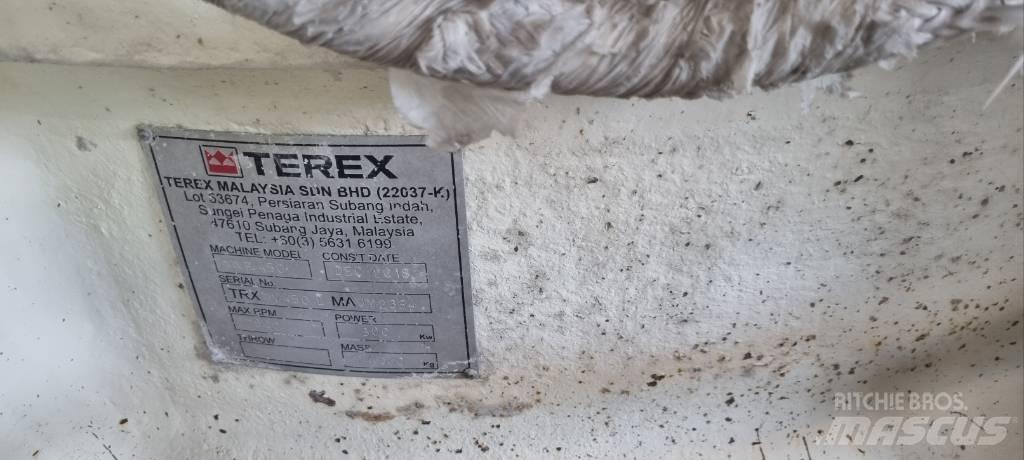 TEREX
TEREX MALAYSIA SDN BHD (22037-K)
Lot 33674, Persiaran Subang Indah,
Sungei Penaga Industrial Estate,
47610 Subang Jaya, Malaysia
TEL: +60(3) 5631 6199
MACHINE MODEL CONST DATE
SERIAL No.
TRX MA
MAX RPM POWER
Kw
THROW MASS
Kg
RITCHIE BROS.
MASCUS